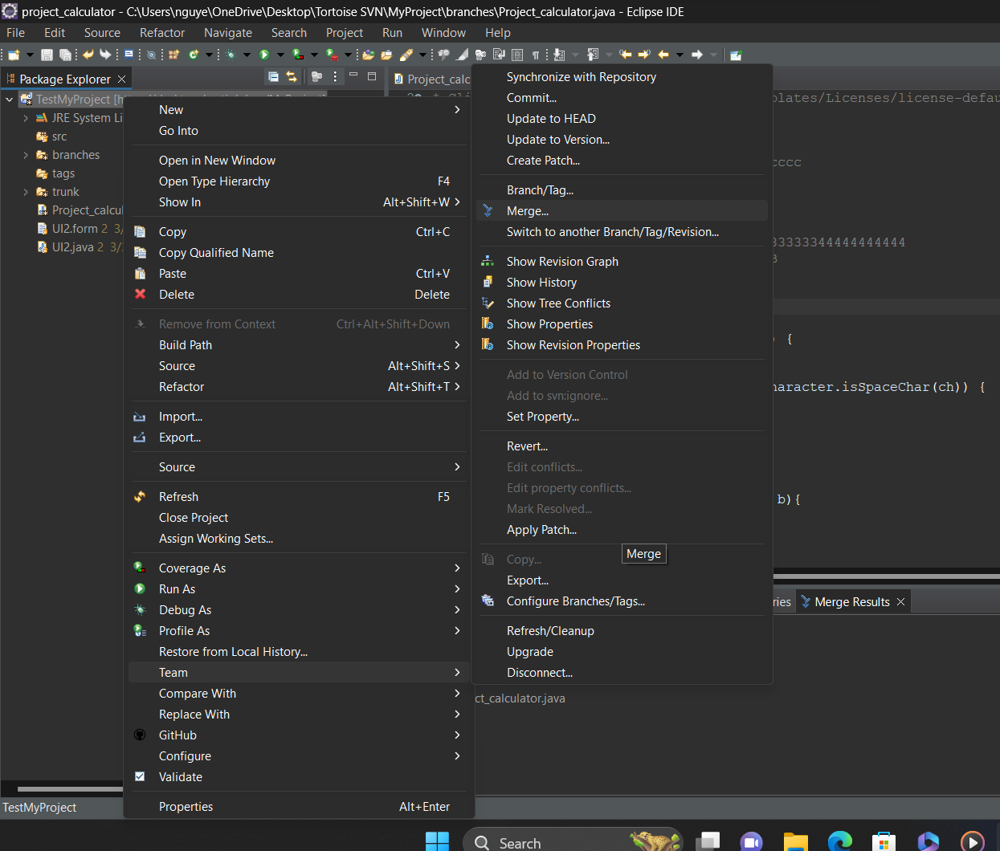 project_calculator - C:\Users\nguye\OneDrive\Desktop\Tortoise SVN\MyProject\branches\Project_calculator.java - Eclipse IDE
File Edit Source Refactor Navigate Search Project Run Window Help
Package Explorer
TestMyProject
JRE System Li
src
branches
tags
trunk
Project_calcul
UI2.form 2 3/
UI2.java 2 3/
New
Go Into
Open in New Window
Open Type Hierarchy F4
Show In Alt+Shift+W
Copy Ctrl+C
Copy Qualified Name
Paste Ctrl+V
Delete Delete
Remove from Context Ctrl+Alt+Shift+Down
Build Path
Source Alt+Shift+S
Refactor Alt+Shift+T
Import...
Export...
Source
Refresh F5
Close Project
Assign Working Sets...
Coverage As
Run As
Debug As
Profile As
Restore from Local History...
Team
Compare With
Replace With
GitHub
Configure
Validate
Properties Alt+Enter
Project_calc
Synchronize with Repository
Commit...
Update to HEAD
Update to Version...
Create Patch...
Branch/Tag...
Merge...
Switch to another Branch/Tag/Revision...
Show Revision Graph
Show History
Show Tree Conflicts
Show Properties
Show Revision Properties
Add to Version Control
Add to svn:ignore...
Set Property...
Revert...
Edit conflicts...
Edit property conflicts...
Mark Resolved...
Apply Patch...
Merge
Copy...
Export...
Configure Branches/Tags...
Refresh/Cleanup
Upgrade
Disconnect...
plates/Licenses/license-defau
cccc
33333344444444444
3
) {
haracter.isSpaceChar(ch)) {
b){
ries
Merge Results
ct_calculator.java
TestMyProject
Search